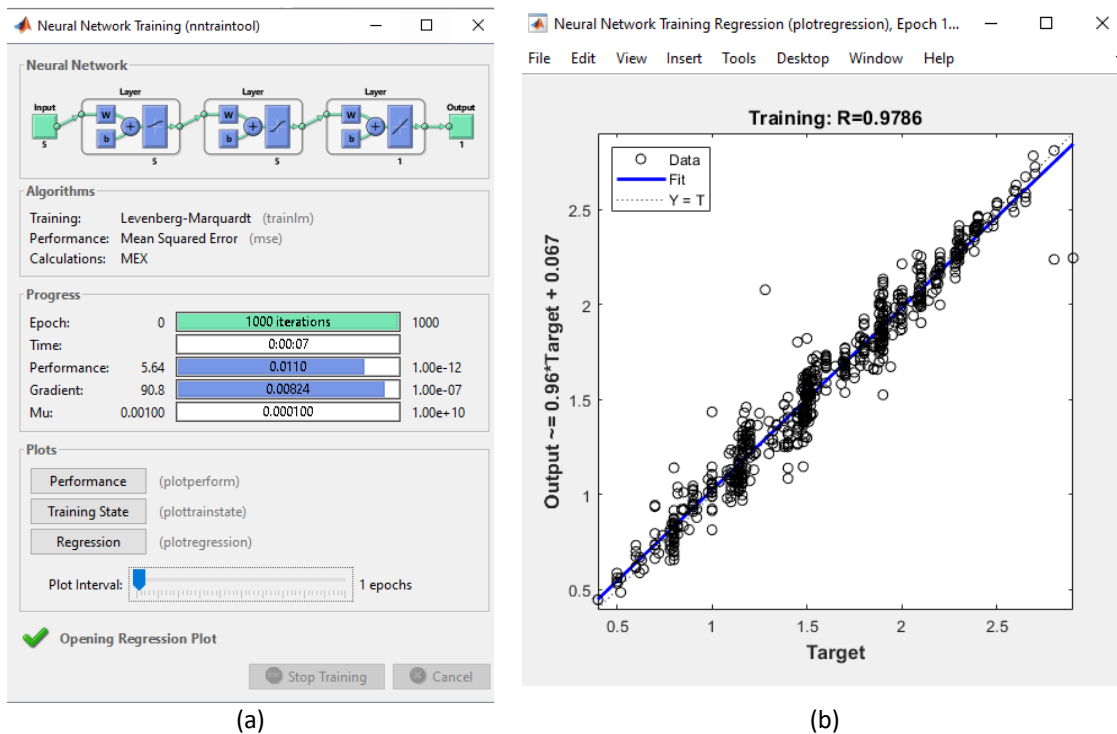 Neural Network Training (nntraintool)
Neural Network
Layer Layer Layer
Input Output
W W W
b b b
+ + +
5 5 5 1 1
Algorithms
Training: Levenberg-Marquardt (trainlm)
Performance: Mean Squared Error (mse)
Calculations: MEX
Progress
Epoch: 0 1000 iterations 1000
Time: 0:00:07
Performance: 5.64 0.0110 1.00e-12
Gradient: 90.8 0.00824 1.00e-07
Mu: 0.00100 0.000100 1.00e+10
Plots
Performance (plotperform)
Training State (plottrainstate)
Regression (plotregression)
Plot Interval: 1 epochs
Opening Regression Plot
Stop Training Cancel
(a)
Neural Network Training Regression (plotregression), Epoch 1...
File Edit View Insert Tools Desktop Window Help
Training: R=0.9786
Data
Fit
Y = T
Output ~= 0.96*Target + 0.067
2.5
2
1.5
1
0.5
0.5 1 1.5 2 2.5
Target
(b)